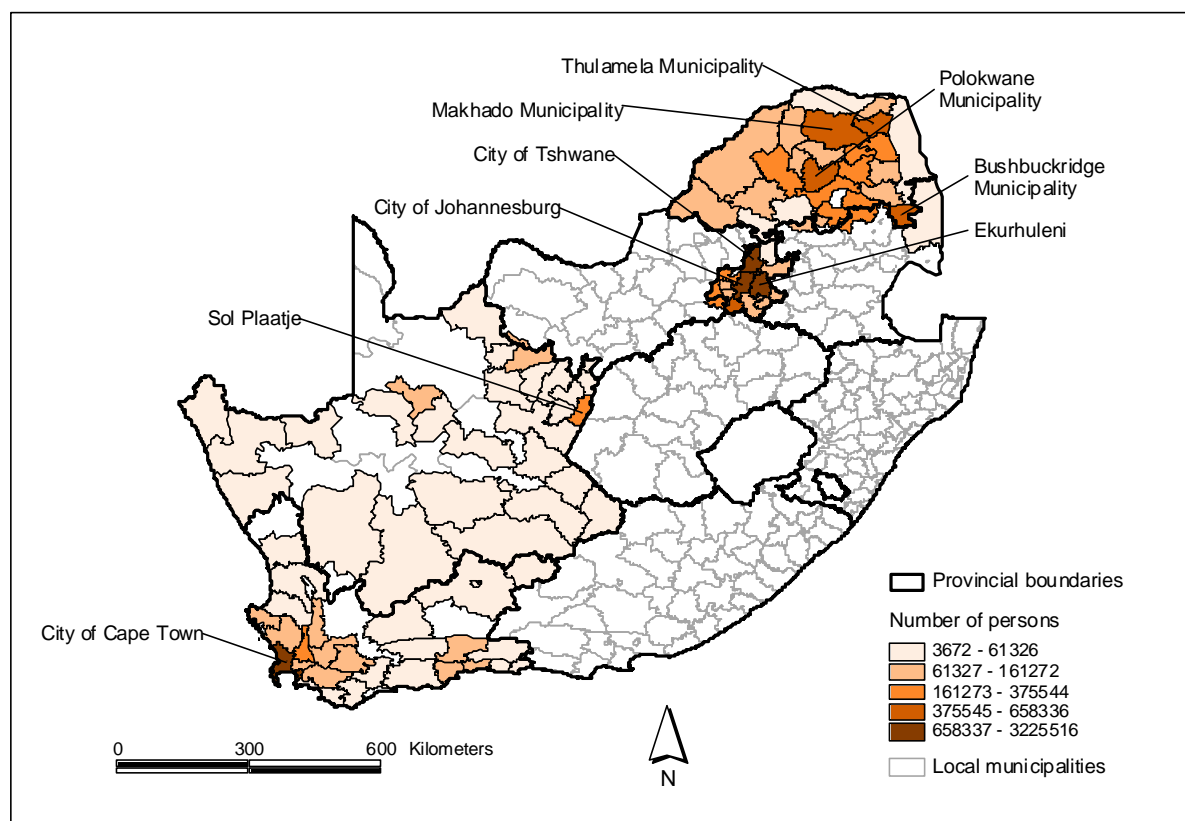 Thulamela Municipality
Polokwane
Municipality
Makhado Municipality
City of Tshwane
Bushbuckridge
Municipality
City of Johannesburg
Ekurhuleni
Sol Plaatje
City of Cape Town
Provincial boundaries
Number of persons
3672 - 61326
61327 - 161272
161273 - 375544
375545 - 658336
658337 - 3225516
Local municipalities
0 300 600 Kilometers
N